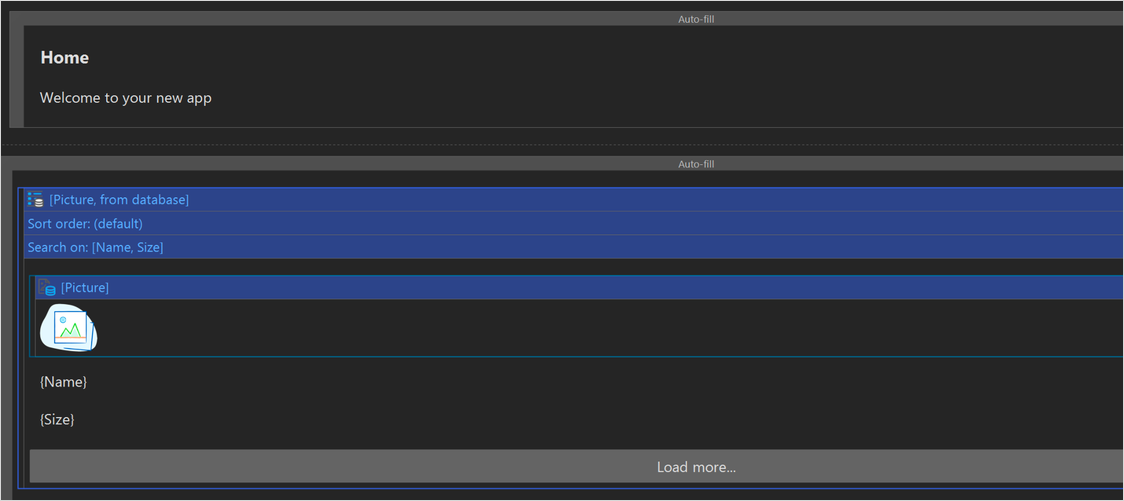 Auto-fill
Home
Welcome to your new app
Auto-fill
[Picture, from database]
Sort order: (default)
Search on: [Name, Size]
[Picture]
{Name}
{Size}
Load more...